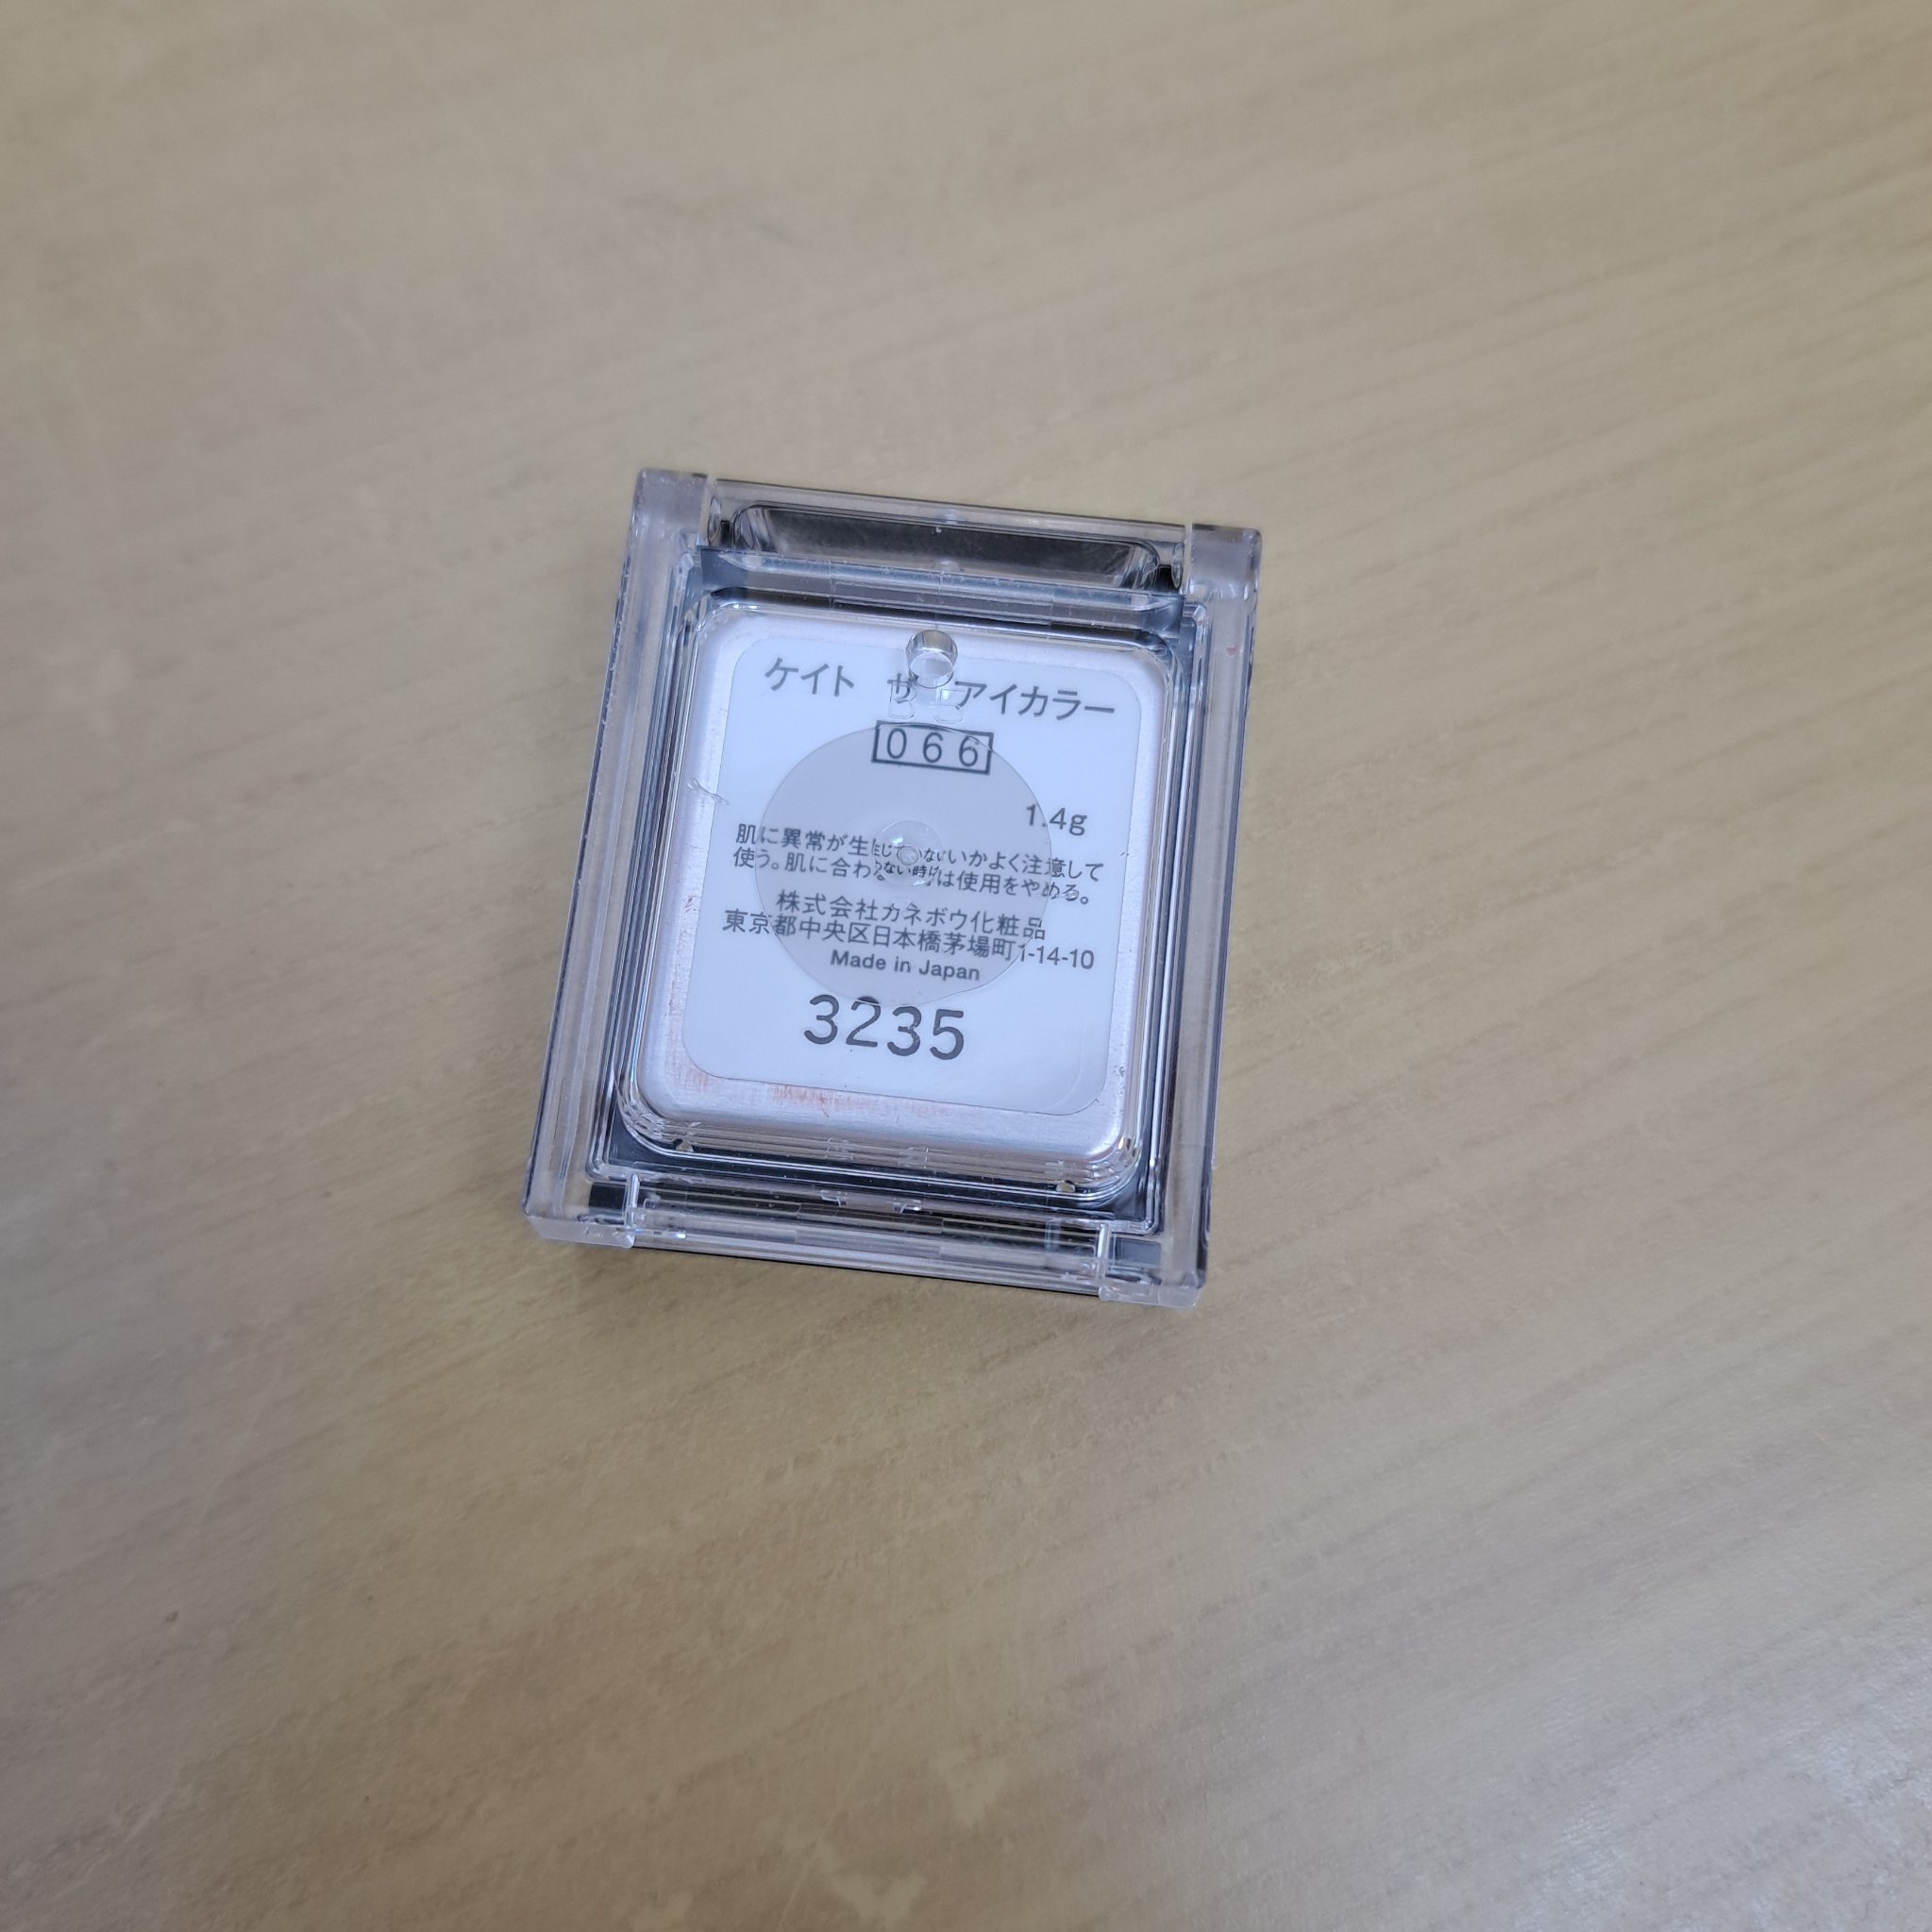 ケイト ザ アイカラー
066
1.4g
肌に異常が生じていないかよく注意して
使う。肌に合わない時は使用をやめる。
株式会社カネボウ化粧品
東京都中央区日本橋茅場町1-14-10
Made in Japan
3235